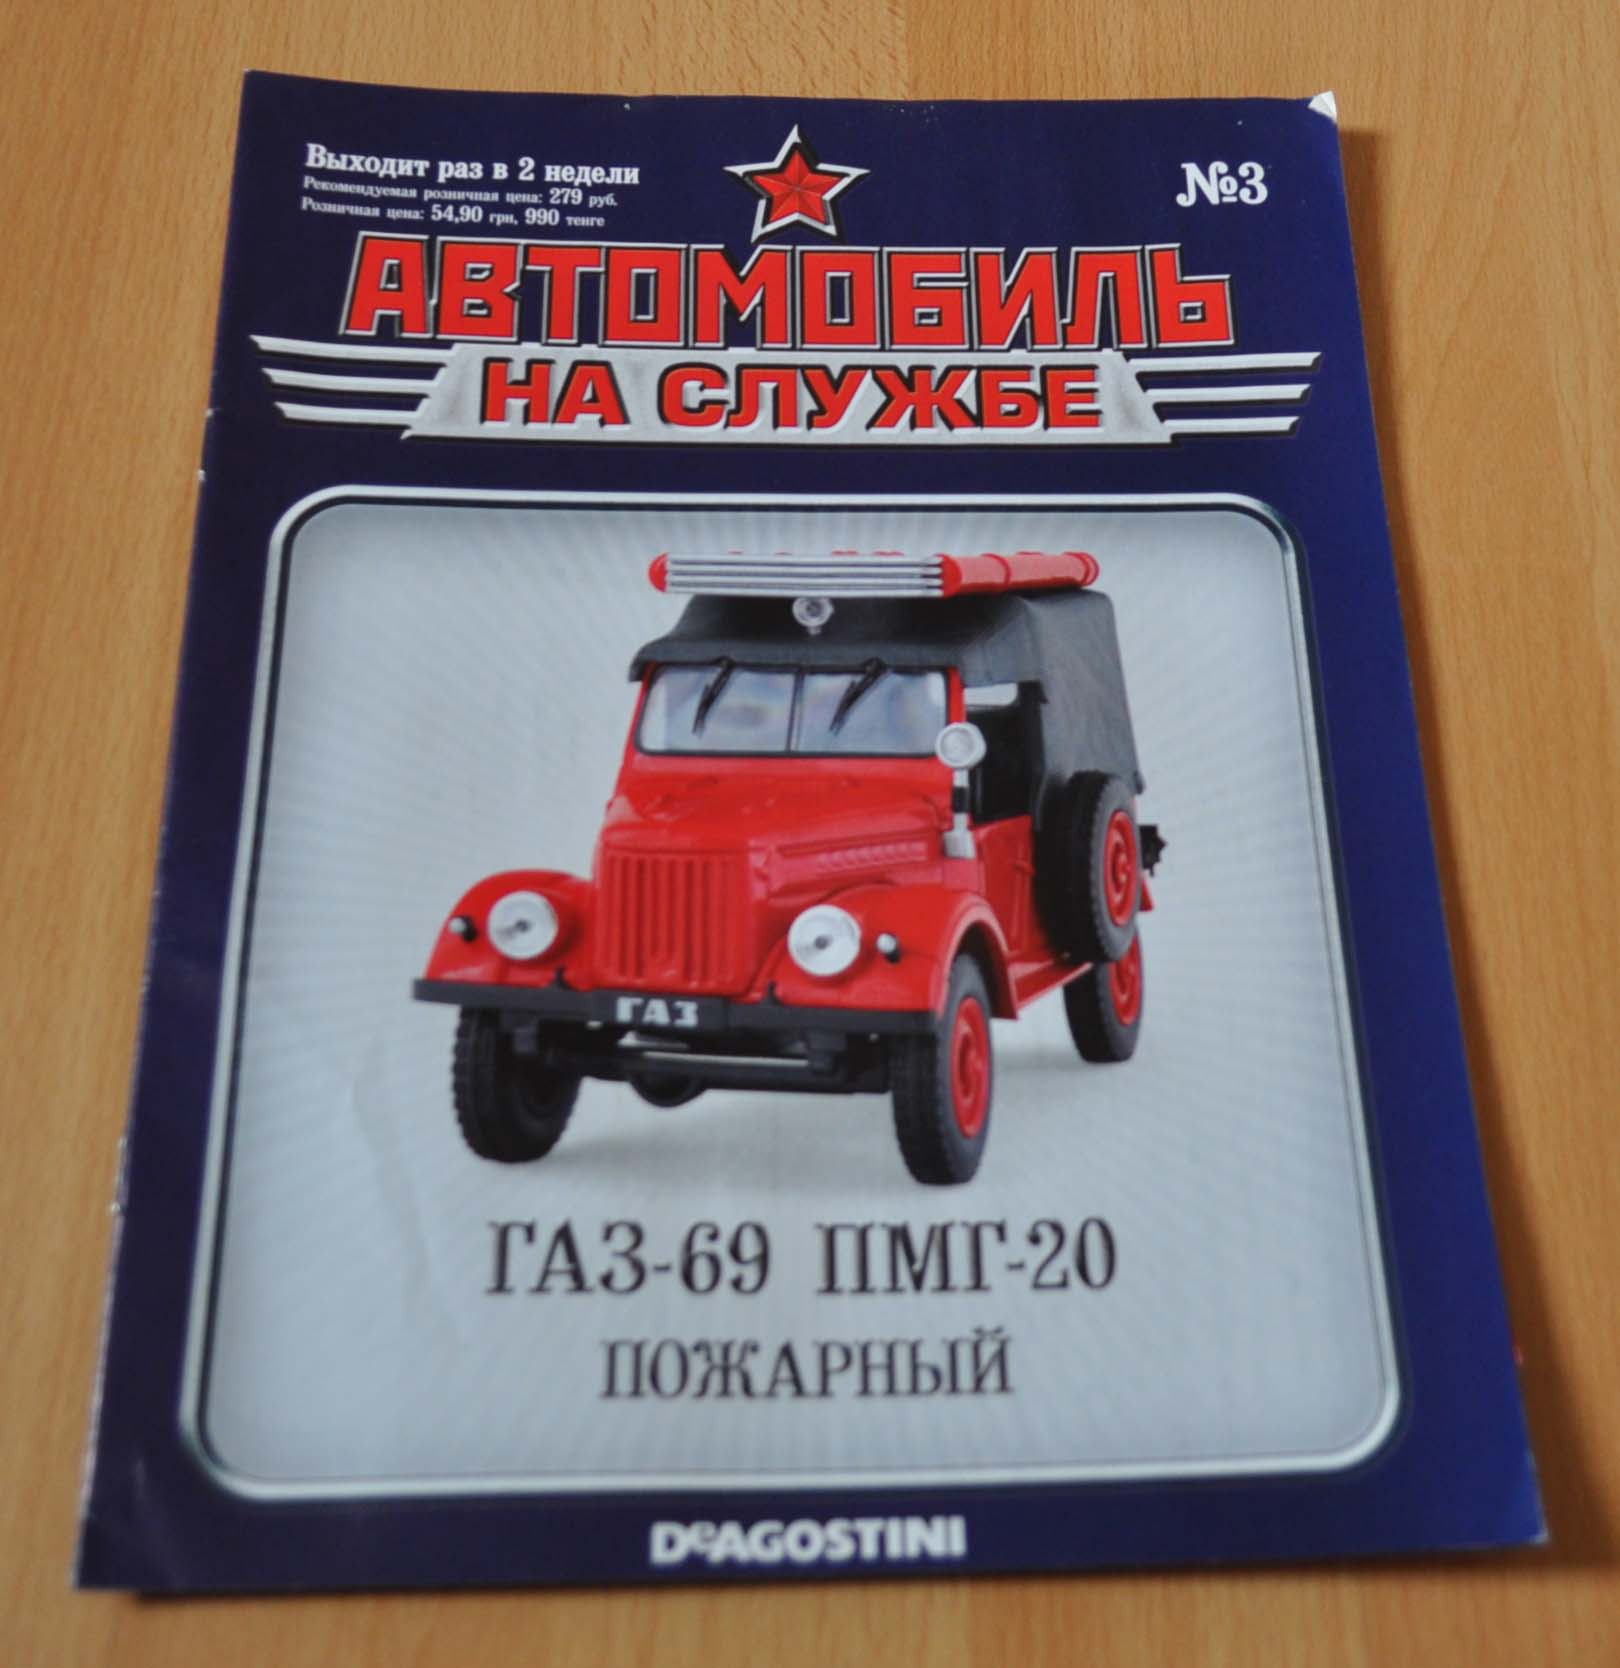 Выходит раз в 2 недели
Рекомендуемая розничная цена: 279 руб.
Розничная цена: 54,90 грн, 990 тенге
№3
АВТОМОБИЛЬ
НА СЛУЖБЕ
ГАЗ
ГАЗ-69 ПМГ-20
ПОЖАРНЫЙ
DeAGOSTINI